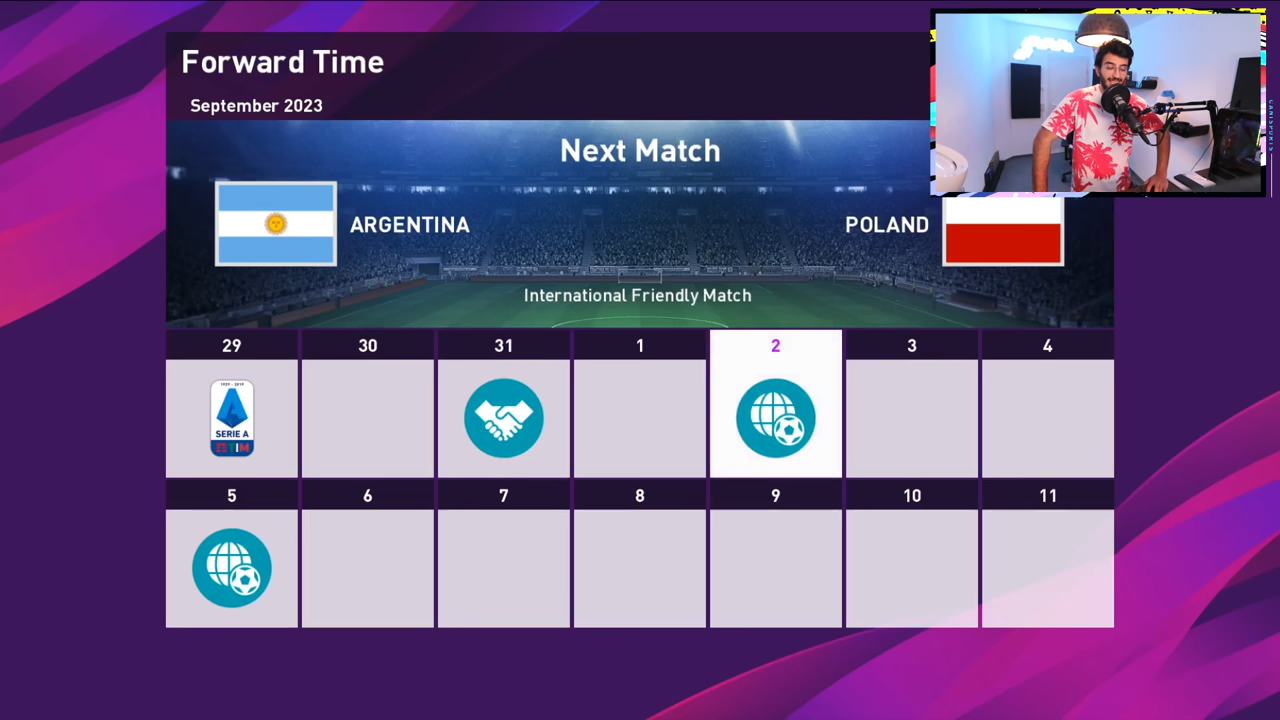 Forward Time
September 2023
Next Match
ARGENTINA
POLAND
International Friendly Match
29 30 31 1 2 3 4
SERIE A
TIM
5 6 7 8 9 10 11